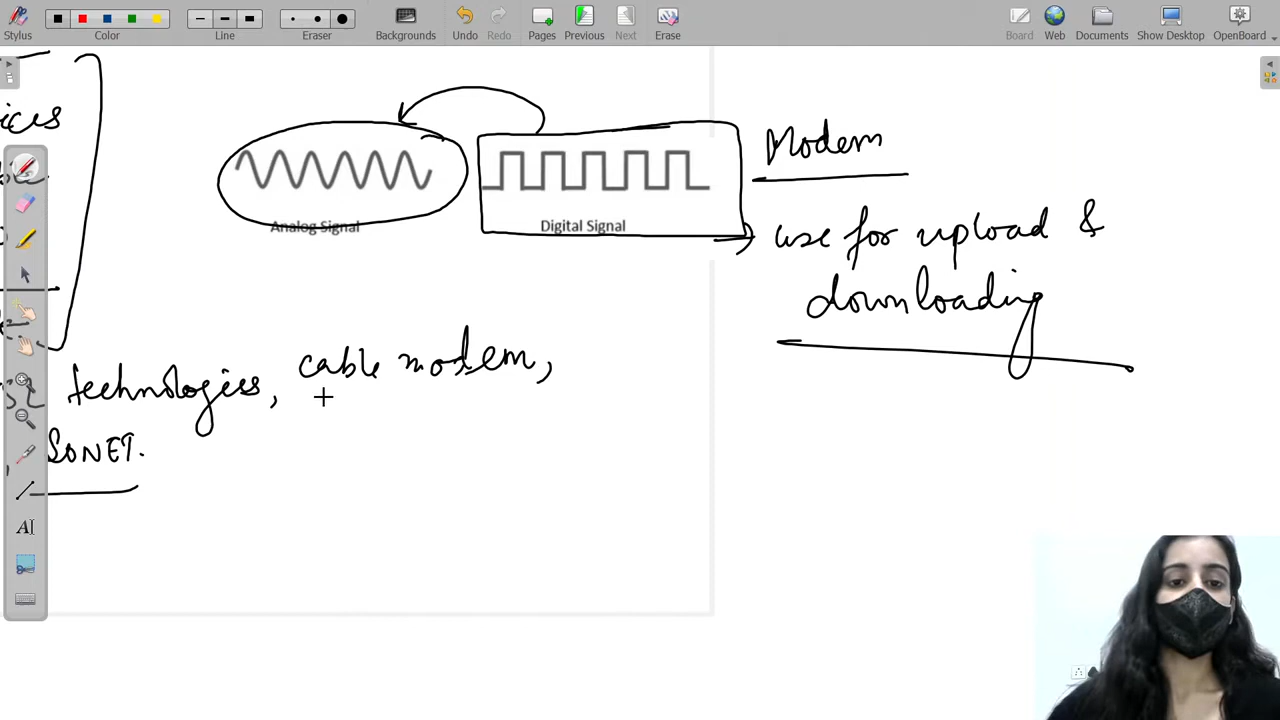 Stylus Color Line Eraser Backgrounds Undo Redo Pages Previous Next Erase Board Web Documents Show Desktop OpenBoard
ices
Modem
Analog Signal Digital Signal
use for upload &
downloading
technologies, cable modem,
SONET.